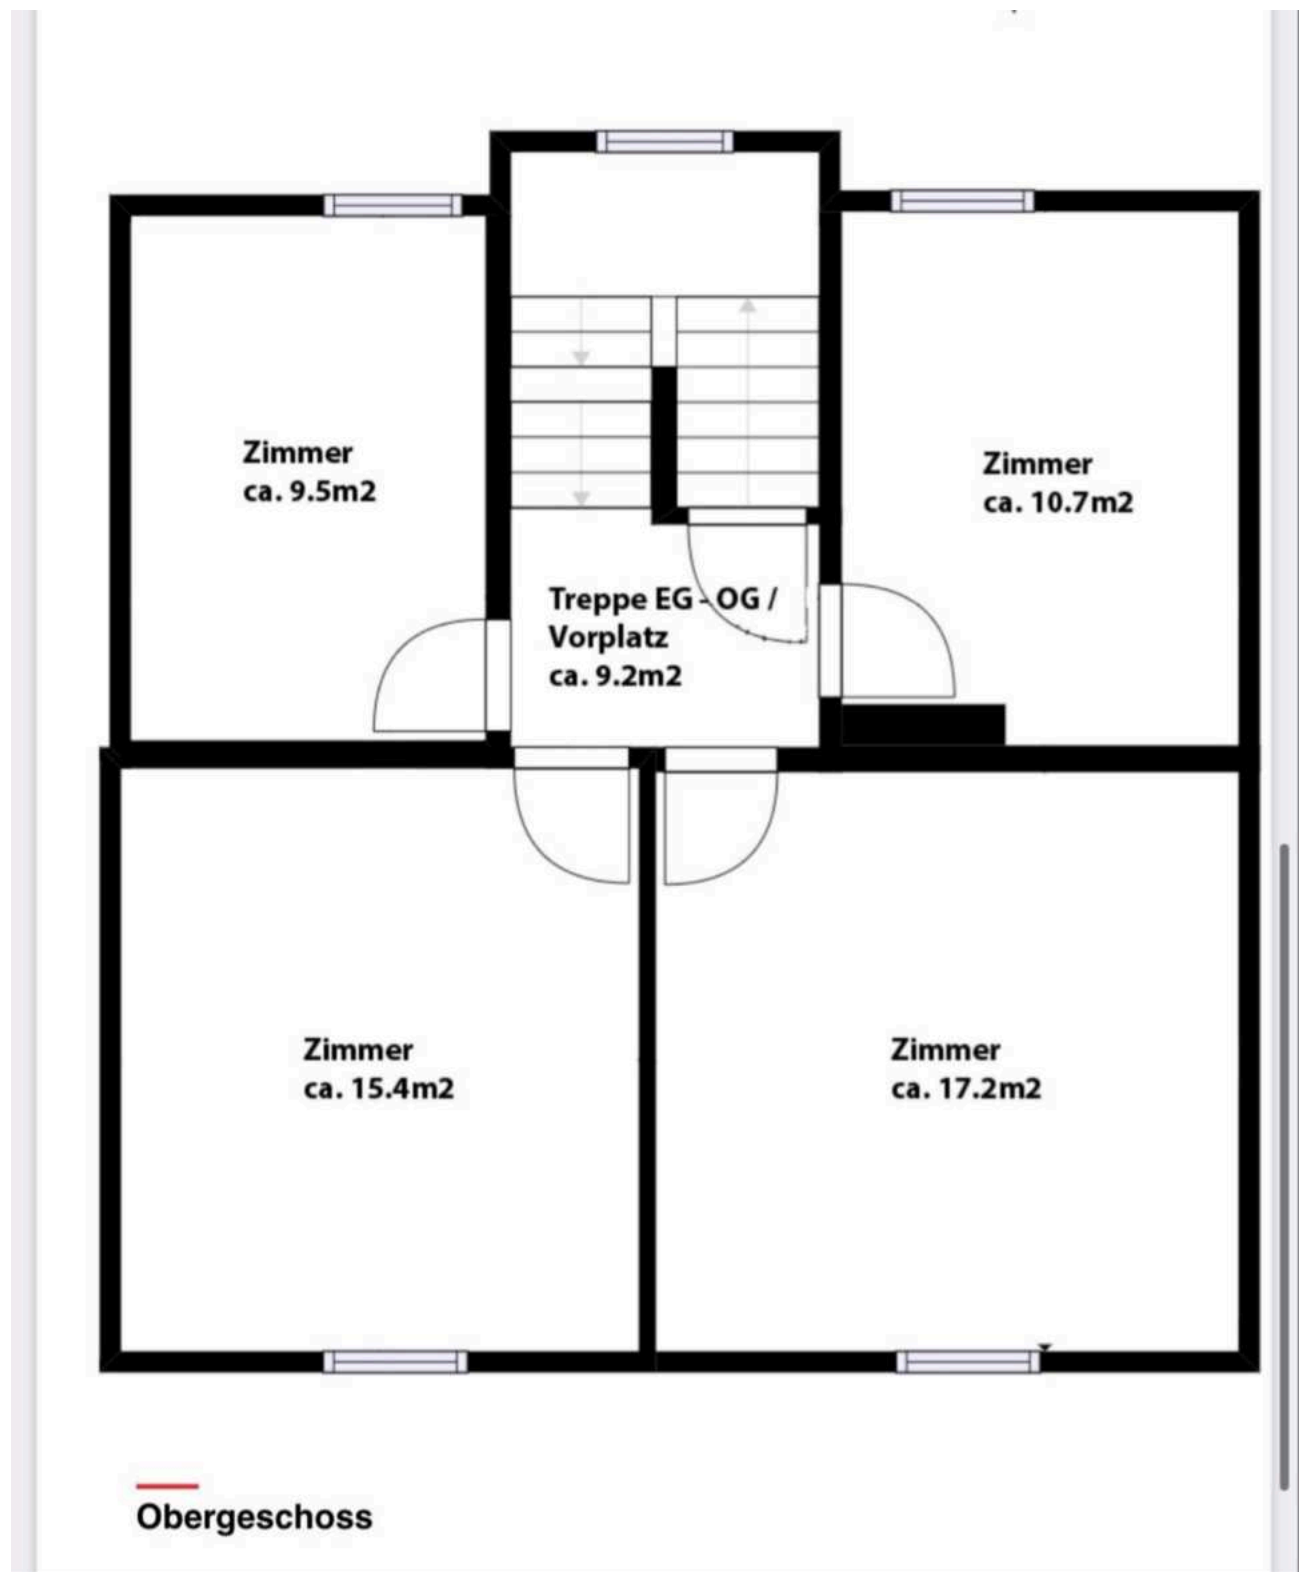 Zimmer
ca. 9.5m2
Zimmer
ca. 10.7m2
Treppe EG - OG /
Vorplatz
ca. 9.2m2
Zimmer
ca. 15.4m2
Zimmer
ca. 17.2m2
Obergeschoss